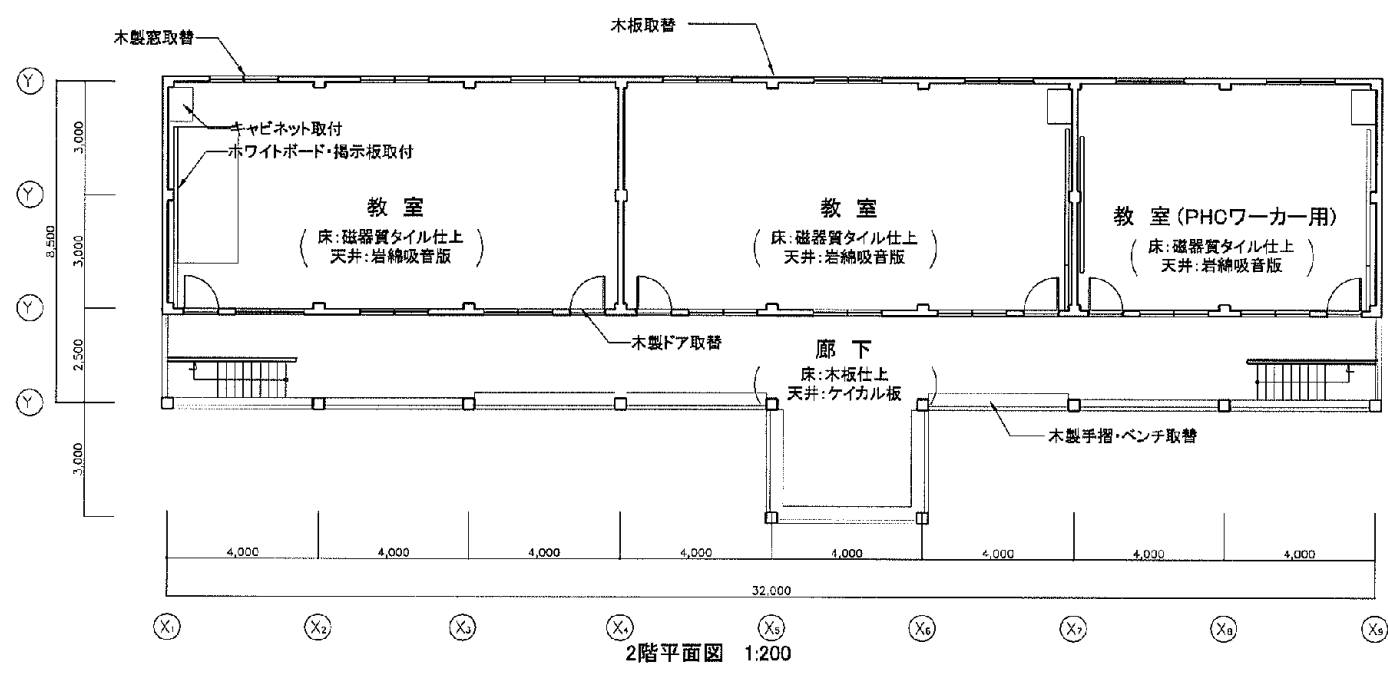 木板取替
木製窓取替
Y
3,000
キャビネット取付
ホワイトボード・掲示板取付
Y
8,500
3,000
教 室
(床:磁器質タイル仕上
天井:岩綿吸音版)
教 室
(床:磁器質タイル仕上
天井:岩綿吸音版)
教 室(PHCワーカー用)
(床:磁器質タイル仕上
天井:岩綿吸音版)
Y
木製ドア取替
2,500
廊 下
(床:木板仕上
天井:ケイカル板)
Y
木製手摺・ベンチ取替
3,000
4,000 4,000 4,000 4,000 4,000 4,000 4,000 4,000
32,000
X1 X2 X3 X4 X5 X6 X7 X8 X9
2階平面図 1:200